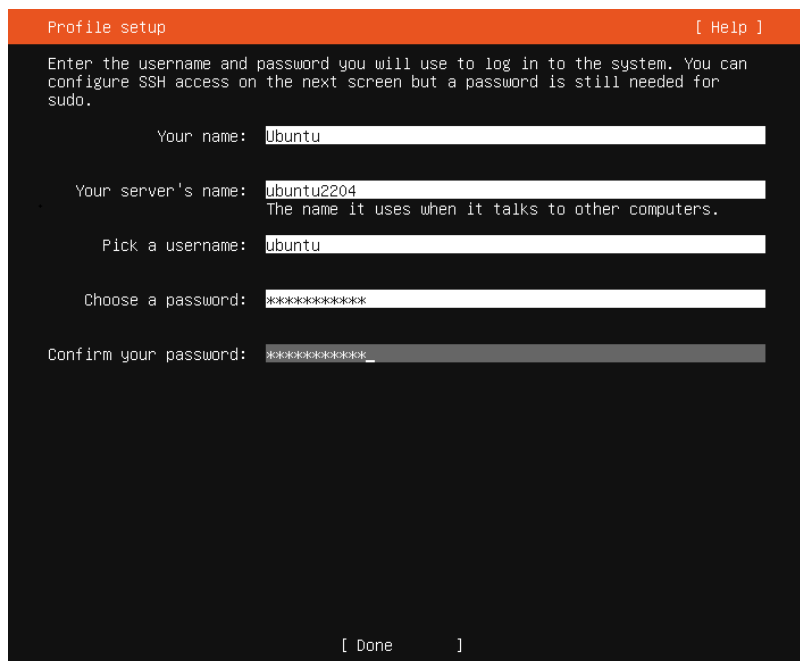 Profile setup [ Help ]
Enter the username and password you will use to log in to the system. You can
configure SSH access on the next screen but a password is still needed for
sudo.
Your name: Ubuntu
Your server's name: ubuntu2204
The name it uses when it talks to other computers.
Pick a username: ubuntu
Choose a password: ***********
Confirm your password: ***********_
[ Done ]